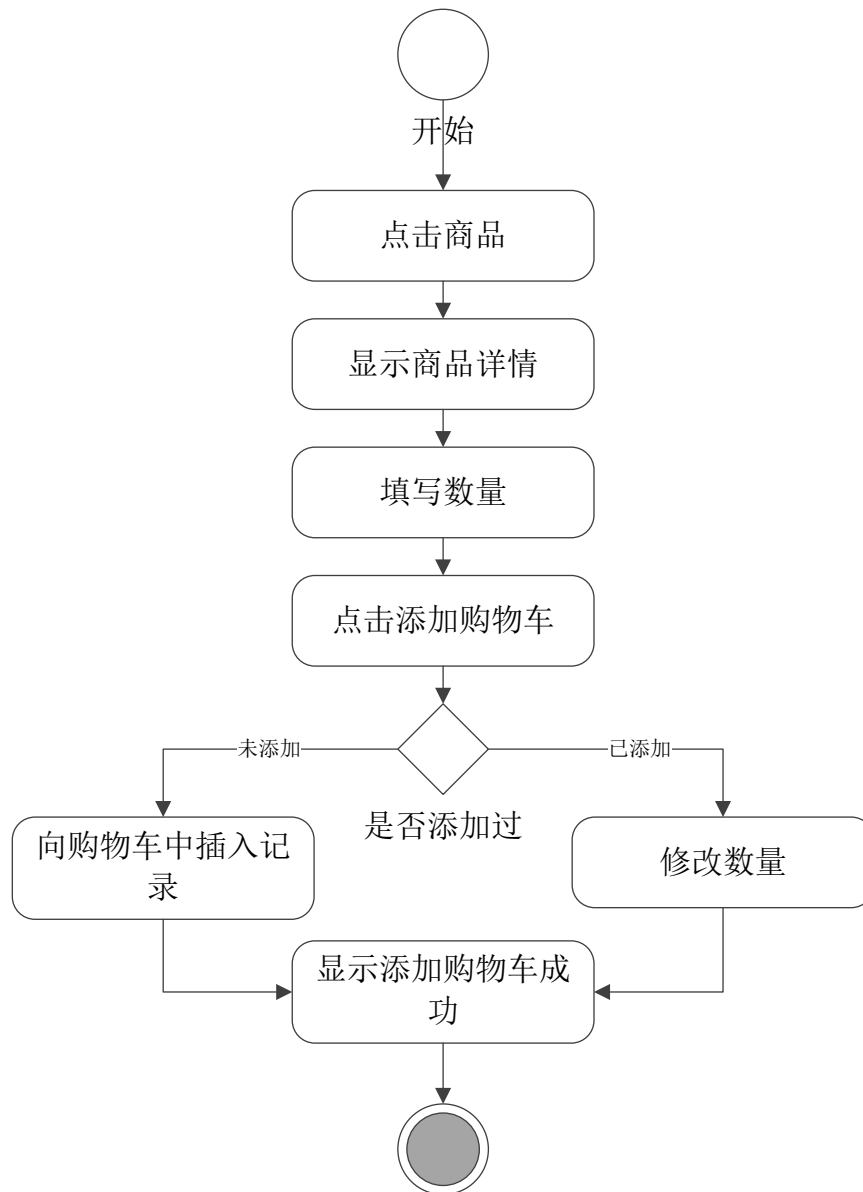 开始
点击商品
显示商品详情
填写数量
点击添加购物车
未添加
已添加
是否添加过
向购物车中插入记
录
修改数量
显示添加购物车成
功